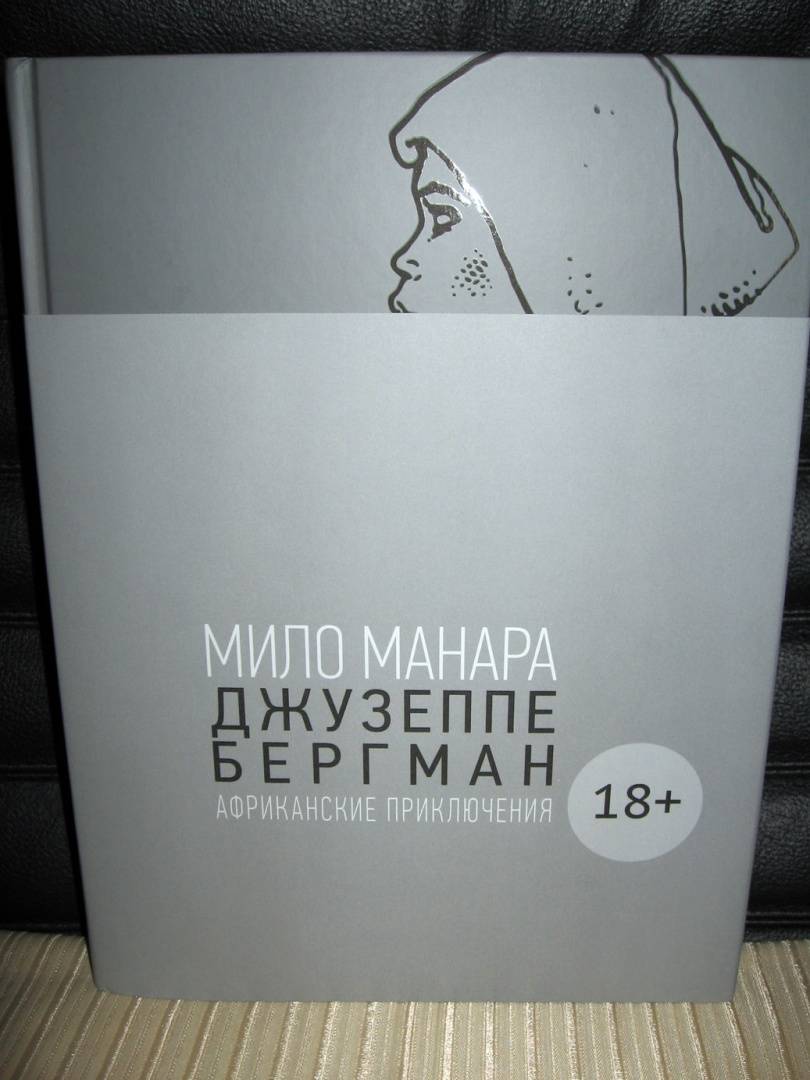 МИЛО МАНАРА
ДЖУЗЕППЕ
БЕРГМАН
АФРИКАНСКИЕ ПРИКЛЮЧЕНИЯ
18+